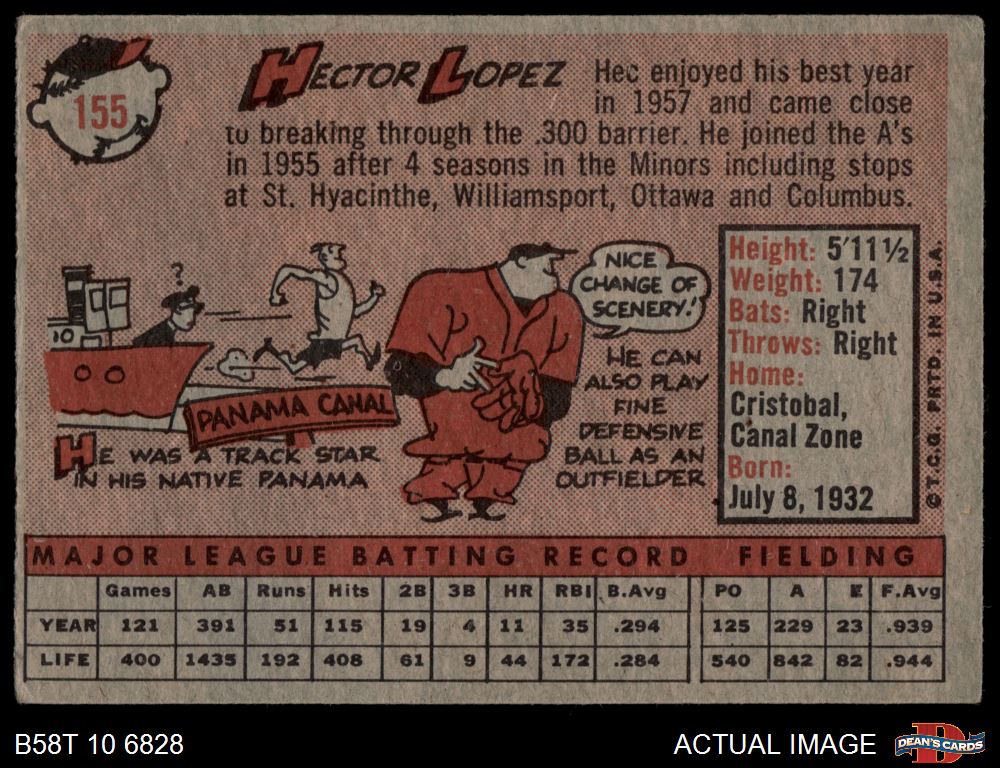 155
HECTOR LOPEZ
Hec enjoyed his best year
in 1957 and came close
to breaking through the .300 barrier. He joined the A's
in 1955 after 4 seasons in the Minors including stops
at St. Hyacinthe, Williamsport, Ottawa and Columbus.
?
10
PANAMA CANAL
HE WAS A TRACK STAR
IN HIS NATIVE PANAMA
NICE
CHANGE OF
SCENERY!
HE CAN
ALSO PLAY
FINE
DEFENSIVE
BALL AS AN
OUTFIELDER
Height: 5'11½
Weight: 174
Bats: Right
Throws: Right
Home:
Cristobal,
Canal Zone
Born:
July 8, 1932
©T.C.G. PRTD. IN U.S.A.
MAJOR LEAGUE BATTING RECORD FIELDING
Games AB Runs Hits 2B 3B HR RBI B.Avg PO A E F.Avg
YEAR 121 391 51 115 19 4 11 35 .294 125 229 23 .939
LIFE 400 1435 192 408 61 9 44 172 .284 540 842 82 .944
B58T 10 6828
ACTUAL IMAGE
D
DEAN'S CARDS